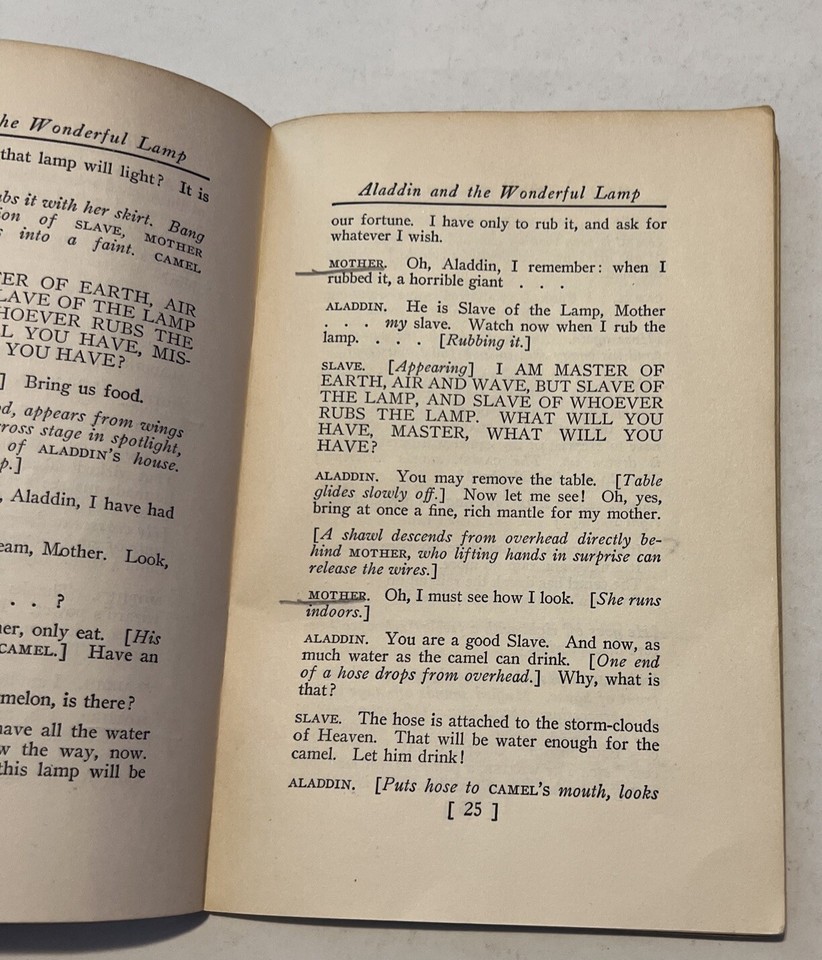 he Wonderful Lamp
that lamp will light? It is
bs it with her skirt. Bang
ion of SLAVE, MOTHER
s into a faint. CAMEL
ER OF EARTH, AIR
LAVE OF THE LAMP
HOEVER RUBS THE
L YOU HAVE, MIS-
YOU HAVE?
] Bring us food.
d, appears from wings
ross stage in spotlight,
of ALADDIN'S house.
p.]
, Aladdin, I have had
eam, Mother. Look,
. . ?
er, only eat. [His
CAMEL.] Have an
melon, is there?
ave all the water
w the way, now.
this lamp will be
Aladdin and the Wonderful Lamp
our fortune. I have only to rub it, and ask for
whatever I wish.
MOTHER. Oh, Aladdin, I remember: when I
rubbed it, a horrible giant . . .
ALADDIN. He is Slave of the Lamp, Mother
. . . my slave. Watch now when I rub the
lamp. . . . [Rubbing it.]
SLAVE. [Appearing] I AM MASTER OF
EARTH, AIR AND WAVE, BUT SLAVE OF
THE LAMP, AND SLAVE OF WHOEVER
RUBS THE LAMP. WHAT WILL YOU
HAVE, MASTER, WHAT WILL YOU
HAVE?
ALADDIN. You may remove the table. [Table
glides slowly off.] Now let me see! Oh, yes,
bring at once a fine, rich mantle for my mother.
[A shawl descends from overhead directly be-
hind MOTHER, who lifting hands in surprise can
release the wires.]
MOTHER. Oh, I must see how I look. [She runs
indoors.]
ALADDIN. You are a good Slave. And now, as
much water as the camel can drink. [One end
of a hose drops from overhead.] Why, what is
that?
SLAVE. The hose is attached to the storm-clouds
of Heaven. That will be water enough for the
camel. Let him drink!
ALADDIN. [Puts hose to CAMEL'S mouth, looks
[ 25 ]